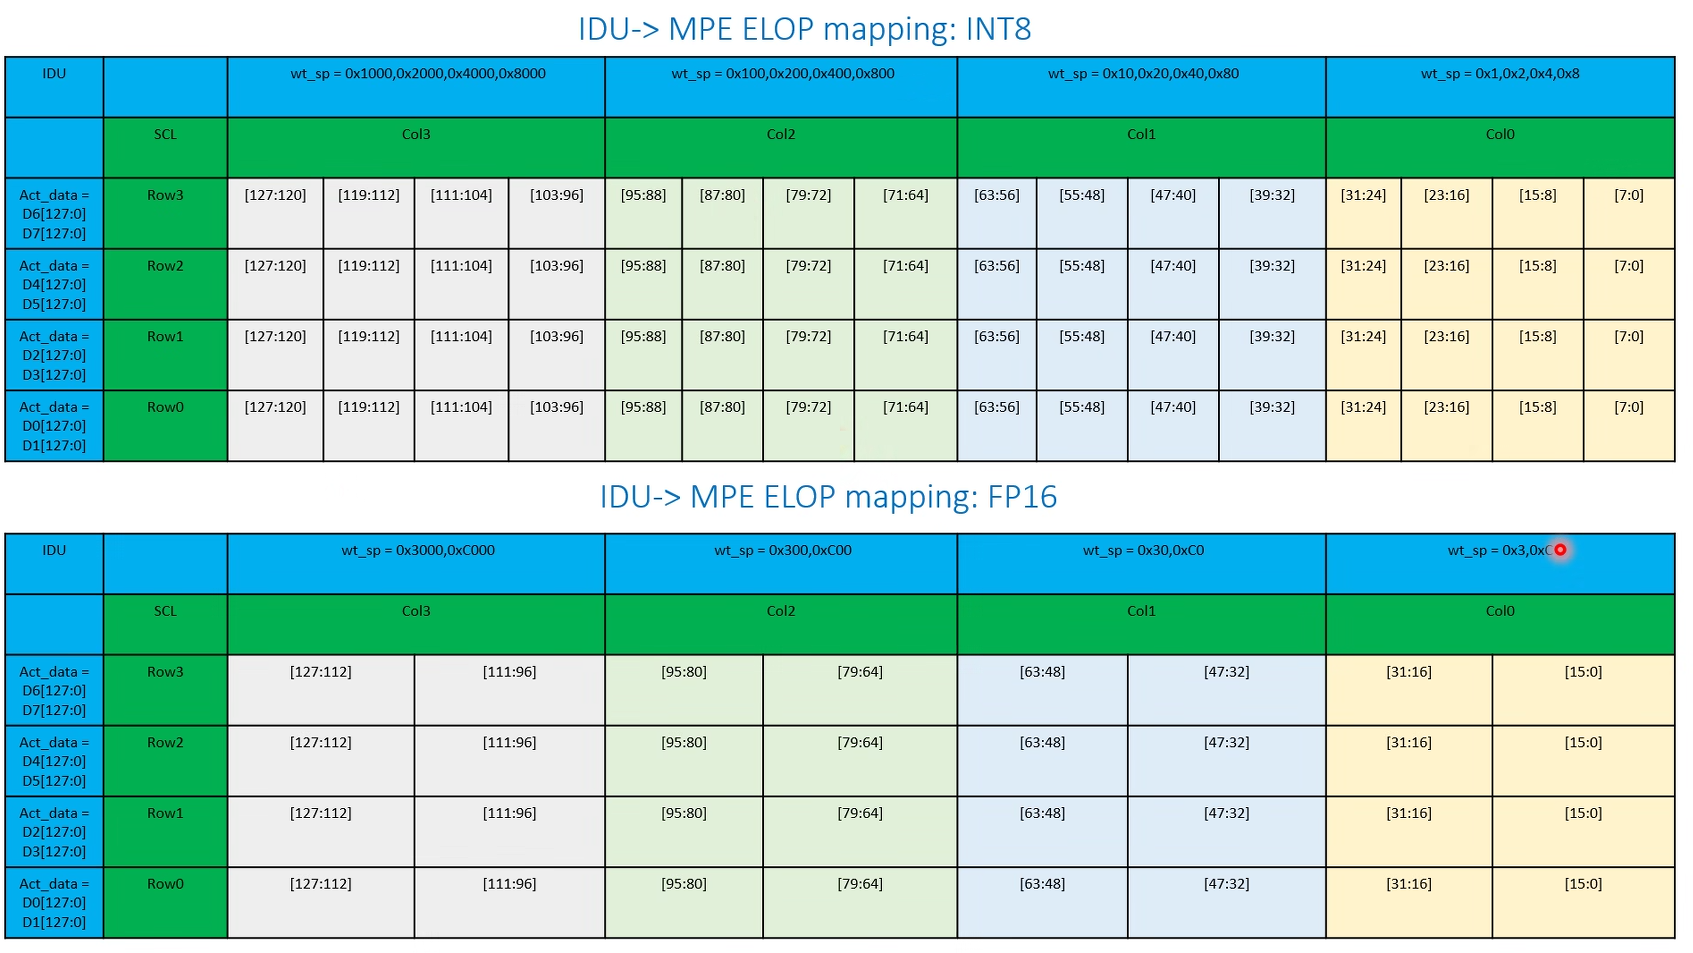 IDU-> MPE ELOP mapping: INT8
IDU wt_sp = 0x1000,0x2000,0x4000,0x8000 wt_sp = 0x100,0x200,0x400,0x800 wt_sp = 0x10,0x20,0x40,0x80 wt_sp = 0x1,0x2,0x4,0x8
SCL Col3 Col2 Col1 Col0
Act_data = Row3 [127:120] [119:112] [111:104] [103:96] [95:88] [87:80] [79:72] [71:64] [63:56] [55:48] [47:40] [39:32] [31:24] [23:16] [15:8] [7:0]
D6[127:0]
D7[127:0]
Act_data = Row2 [127:120] [119:112] [111:104] [103:96] [95:88] [87:80] [79:72] [71:64] [63:56] [55:48] [47:40] [39:32] [31:24] [23:16] [15:8] [7:0]
D4[127:0]
D5[127:0]
Act_data = Row1 [127:120] [119:112] [111:104] [103:96] [95:88] [87:80] [79:72] [71:64] [63:56] [55:48] [47:40] [39:32] [31:24] [23:16] [15:8] [7:0]
D2[127:0]
D3[127:0]
Act_data = Row0 [127:120] [119:112] [111:104] [103:96] [95:88] [87:80] [79:72] [71:64] [63:56] [55:48] [47:40] [39:32] [31:24] [23:16] [15:8] [7:0]
D0[127:0]
D1[127:0]
IDU-> MPE ELOP mapping: FP16
IDU wt_sp = 0x3000,0xC000 wt_sp = 0x300,0xC00 wt_sp = 0x30,0xC0 wt_sp = 0x3,0xC
SCL Col3 Col2 Col1 Col0
Act_data = Row3 [127:112] [111:96] [95:80] [79:64] [63:48] [47:32] [31:16] [15:0]
D6[127:0]
D7[127:0]
Act_data = Row2 [127:112] [111:96] [95:80] [79:64] [63:48] [47:32] [31:16] [15:0]
D4[127:0]
D5[127:0]
Act_data = Row1 [127:112] [111:96] [95:80] [79:64] [63:48] [47:32] [31:16] [15:0]
D2[127:0]
D3[127:0]
Act_data = Row0 [127:112] [111:96] [95:80] [79:64] [63:48] [47:32] [31:16] [15:0]
D0[127:0]
D1[127:0]